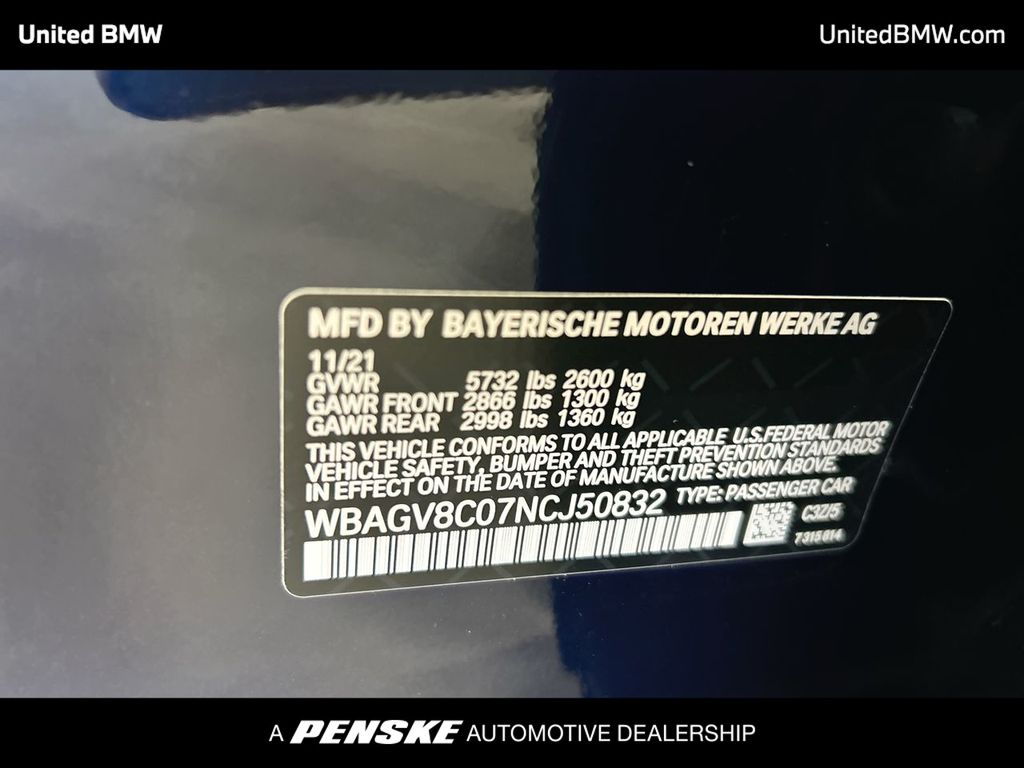 United BMW
UnitedBMW.com
MFD BY BAYERISCHE MOTOREN WERKE AG
11/21
GVWR 5732 lbs 2600 kg
GAWR FRONT 2866 lbs 1300 kg
GAWR REAR 2998 lbs 1360 kg
THIS VEHICLE CONFORMS TO ALL APPLICABLE U.S.FEDERAL MOTOR
VEHICLE SAFETY, BUMPER AND THEFT PREVENTION STANDARDS
IN EFFECT ON THE DATE OF MANUFACTURE SHOWN ABOVE.
WBAGV8C07NCJ50832 TYPE: PASSENGER CAR
C3Z/5
7315014
A PENSKE AUTOMOTIVE DEALERSHIP